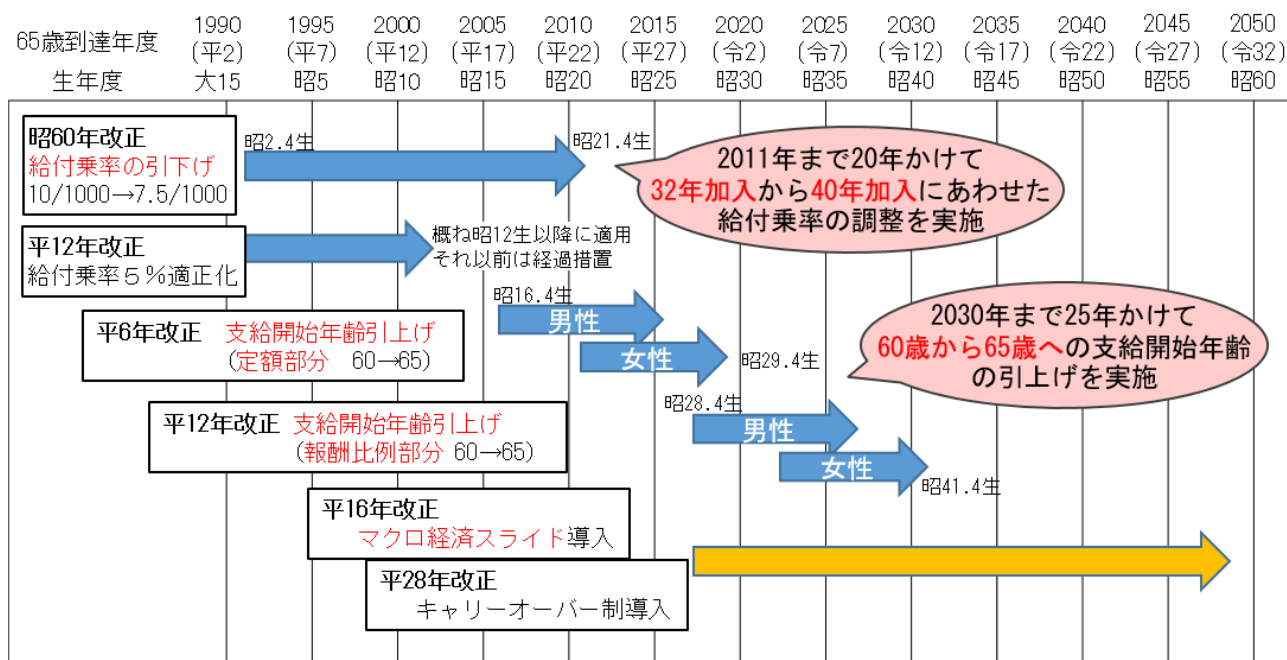 65歳到達年度
生年度
1990 1995 2000 2005 2010 2015 2020 2025 2030 2035 2040 2045 2050
(平2) (平7) (平12) (平17) (平22) (平27) (令2) (令7) (令12) (令17) (令22) (令27) (令32)
大15 昭5 昭10 昭15 昭20 昭25 昭30 昭35 昭40 昭45 昭50 昭55 昭60
昭60年改正
給付乗率の引下げ
10/1000→7.5/1000
昭2.4生
昭21.4生
2011年まで20年かけて
32年加入から40年加入にあわせた
給付乗率の調整を実施
平12年改正
給付乗率５％適正化
概ね昭12生以降に適用
それ以前は経過措置
平6年改正 支給開始年齢引上げ
(定額部分 60→65)
昭16.4生
男性
女性
昭29.4生
2030年まで25年かけて
60歳から65歳への支給開始年齢
の引上げを実施
平12年改正 支給開始年齢引上げ
(報酬比例部分 60→65)
昭28.4生
男性
女性
昭41.4生
平16年改正
マクロ経済スライド導入
平28年改正
キャリーオーバー制導入